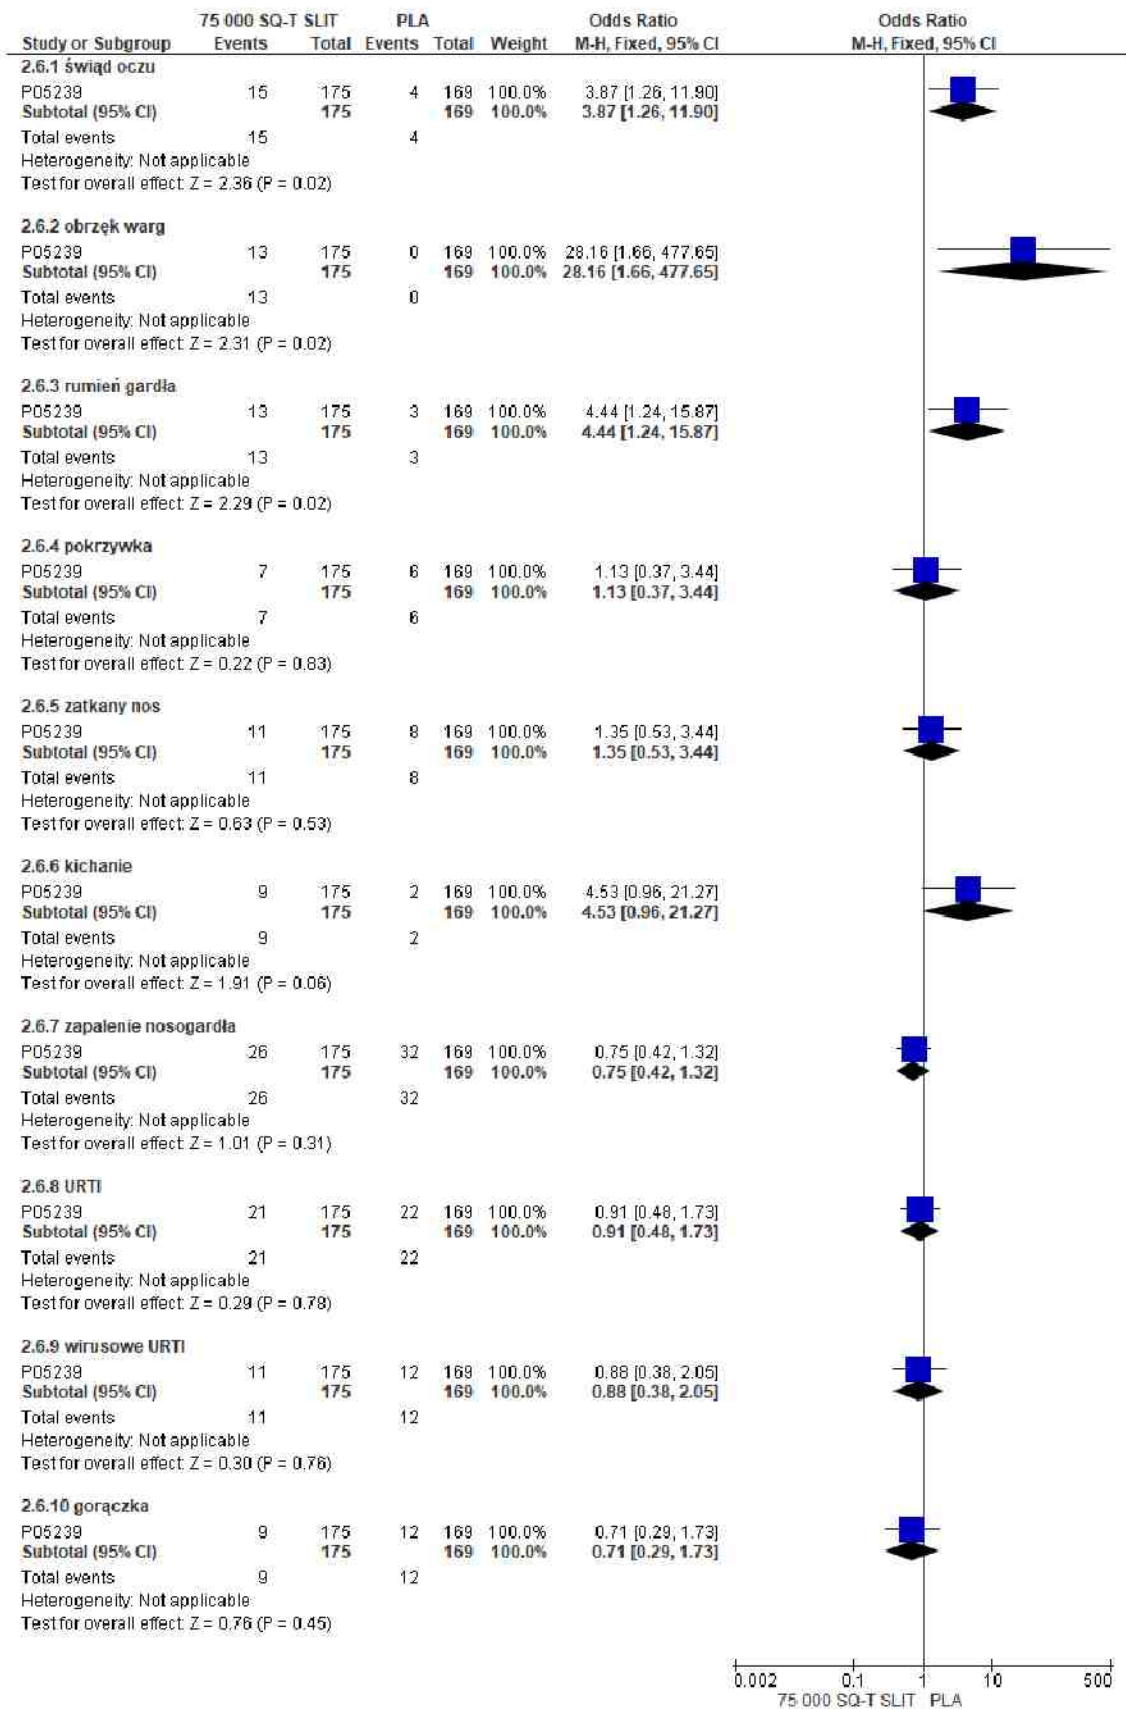 75 000 SQ-T SLIT PLA Odds Ratio Odds Ratio
Study or Subgroup Events Total Events Total Weight M-H, Fixed, 95% CI M-H, Fixed, 95% CI
2.6.1 świąd oczu
P05239 15 175 4 169 100.0% 3.87 [1.26, 11.90]
Subtotal (95% CI) 175 169 100.0% 3.87 [1.26, 11.90]
Total events 15 4
Heterogeneity: Not applicable
Test for overall effect: Z = 2.36 (P = 0.02)
2.6.2 obrzęk warg
P05239 13 175 0 169 100.0% 28.16 [1.66, 477.65]
Subtotal (95% CI) 175 169 100.0% 28.16 [1.66, 477.65]
Total events 13 0
Heterogeneity: Not applicable
Test for overall effect: Z = 2.31 (P = 0.02)
2.6.3 rumień gardła
P05239 13 175 3 169 100.0% 4.44 [1.24, 15.87]
Subtotal (95% CI) 175 169 100.0% 4.44 [1.24, 15.87]
Total events 13 3
Heterogeneity: Not applicable
Test for overall effect: Z = 2.29 (P = 0.02)
2.6.4 pokrzywka
P05239 7 175 6 169 100.0% 1.13 [0.37, 3.44]
Subtotal (95% CI) 175 169 100.0% 1.13 [0.37, 3.44]
Total events 7 6
Heterogeneity: Not applicable
Test for overall effect: Z = 0.22 (P = 0.83)
2.6.5 zatkany nos
P05239 11 175 8 169 100.0% 1.35 [0.53, 3.44]
Subtotal (95% CI) 175 169 100.0% 1.35 [0.53, 3.44]
Total events 11 8
Heterogeneity: Not applicable
Test for overall effect: Z = 0.63 (P = 0.53)
2.6.6 kichanie
P05239 9 175 2 169 100.0% 4.53 [0.96, 21.27]
Subtotal (95% CI) 175 169 100.0% 4.53 [0.96, 21.27]
Total events 9 2
Heterogeneity: Not applicable
Test for overall effect: Z = 1.91 (P = 0.06)
2.6.7 zapalenie nosogardła
P05239 26 175 32 169 100.0% 0.75 [0.42, 1.32]
Subtotal (95% CI) 175 169 100.0% 0.75 [0.42, 1.32]
Total events 26 32
Heterogeneity: Not applicable
Test for overall effect: Z = 1.01 (P = 0.31)
2.6.8 URTI
P05239 21 175 22 169 100.0% 0.91 [0.48, 1.73]
Subtotal (95% CI) 175 169 100.0% 0.91 [0.48, 1.73]
Total events 21 22
Heterogeneity: Not applicable
Test for overall effect: Z = 0.29 (P = 0.78)
2.6.9 wirusowe URTI
P05239 11 175 12 169 100.0% 0.88 [0.38, 2.05]
Subtotal (95% CI) 175 169 100.0% 0.88 [0.38, 2.05]
Total events 11 12
Heterogeneity: Not applicable
Test for overall effect: Z = 0.30 (P = 0.76)
2.6.10 gorączka
P05239 9 175 12 169 100.0% 0.71 [0.29, 1.73]
Subtotal (95% CI) 175 169 100.0% 0.71 [0.29, 1.73]
Total events 9 12
Heterogeneity: Not applicable
Test for overall effect: Z = 0.76 (P = 0.45)
0.002 0.1 1 10 500
75 000 SQ-T SLIT PLA